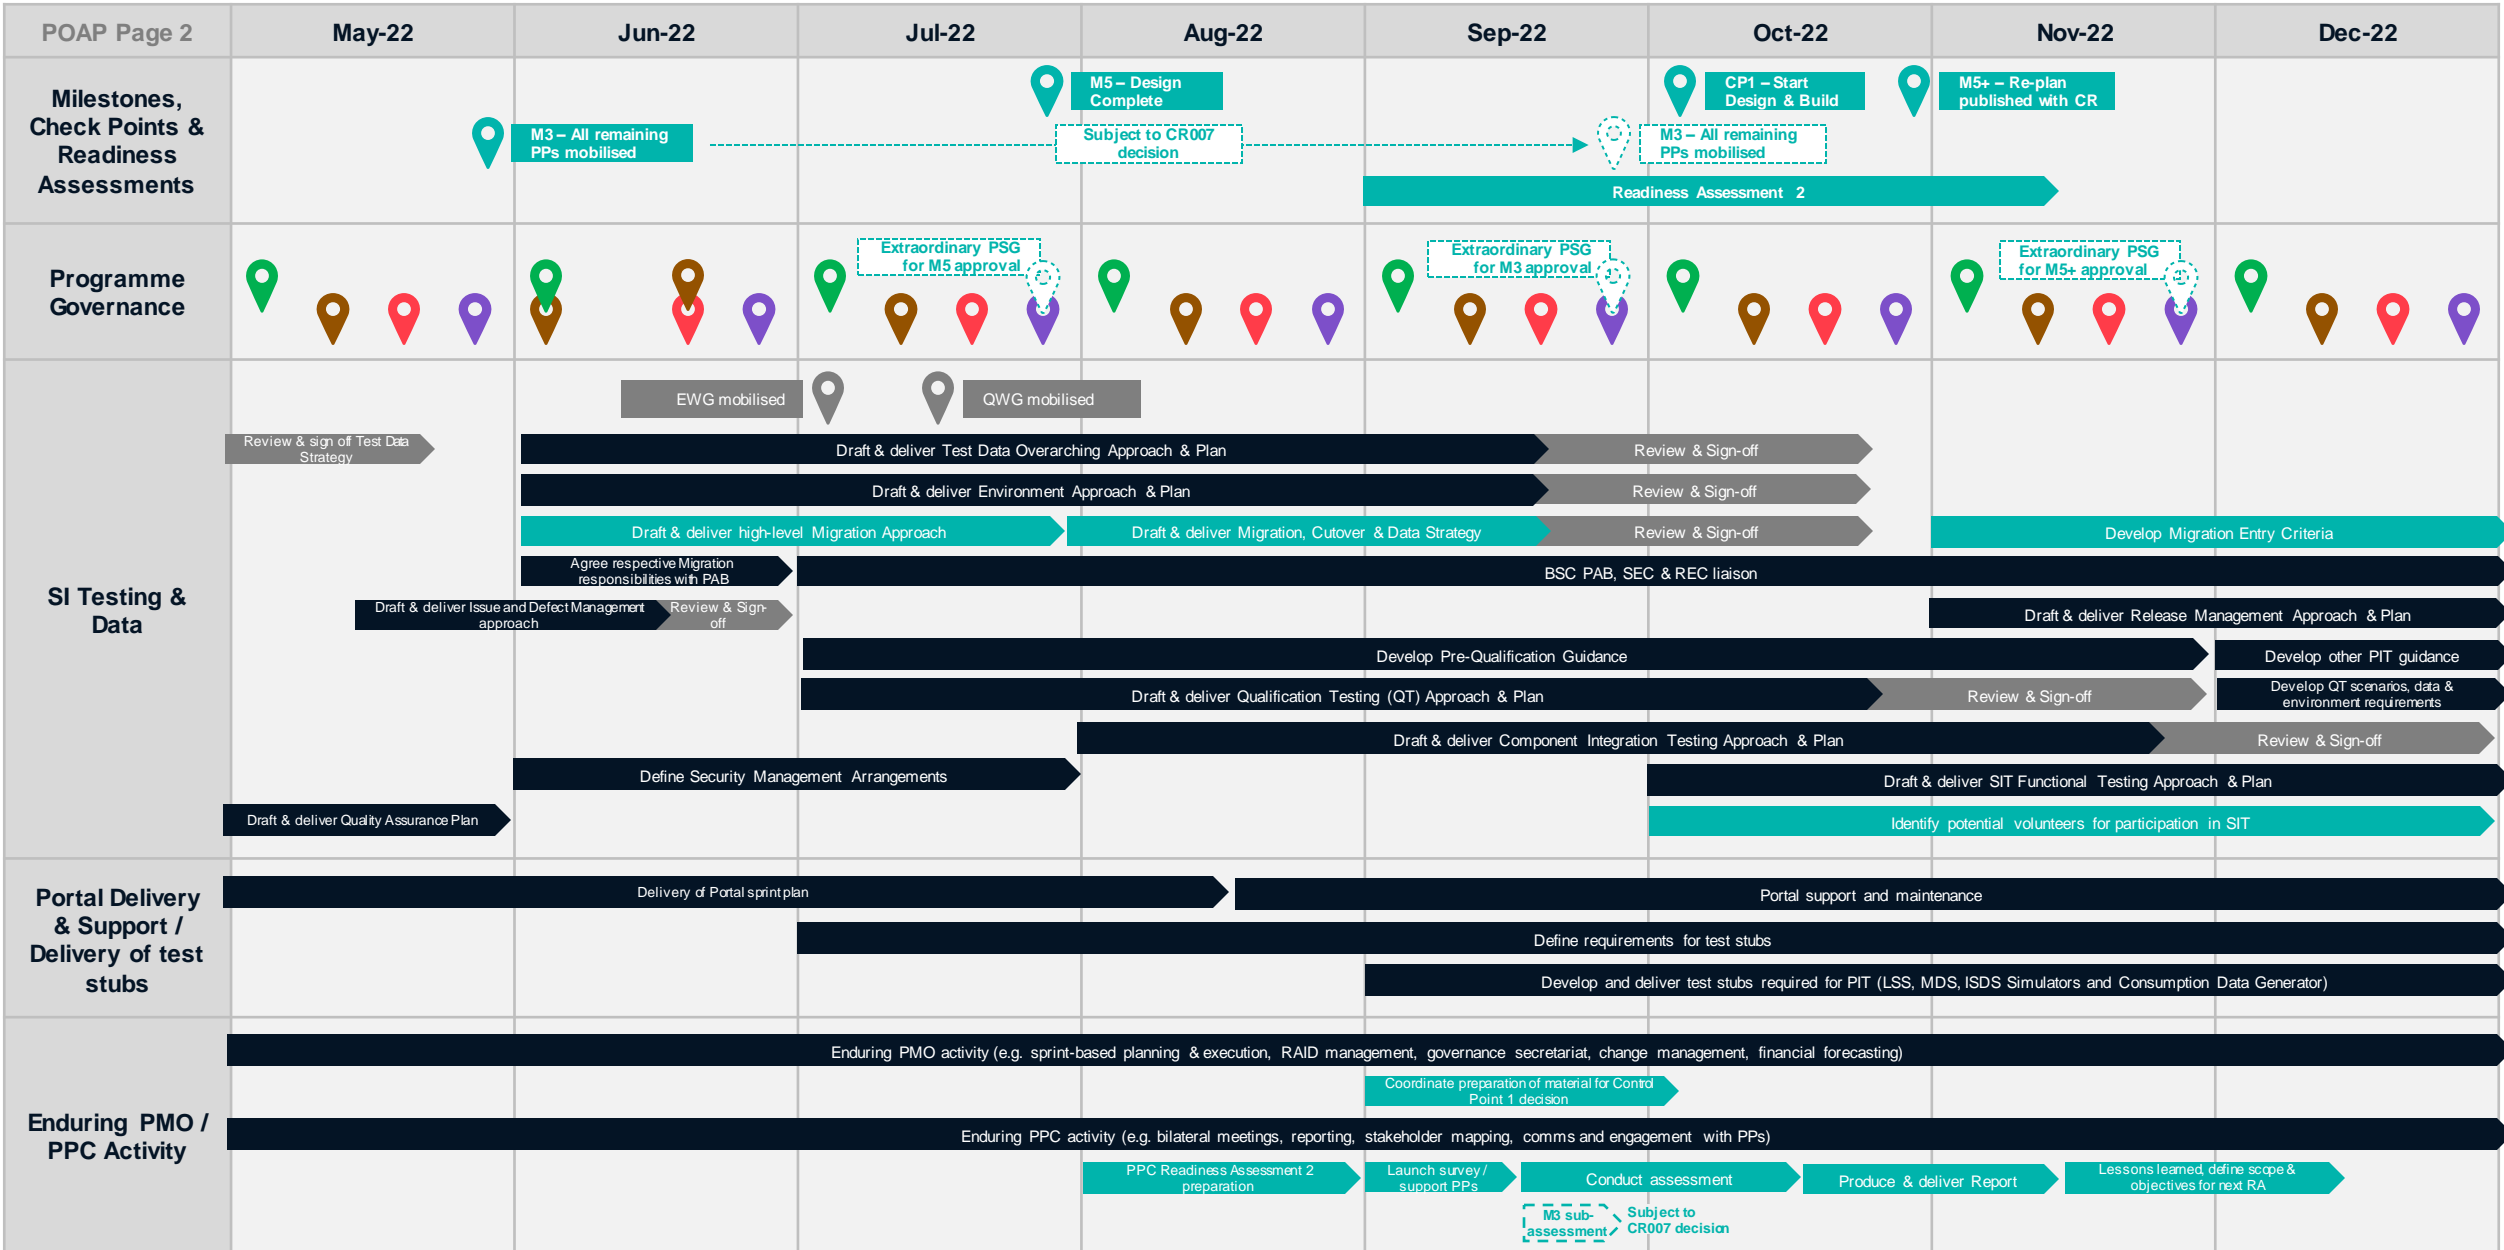 POAP Page 2
May-22
Jun-22
Jul-22
Aug-22
Sep-22
Oct-22
Nov-22
Dec-22
Milestones,
Check Points &
Readiness
Assessments
M5 – Design
Complete
CP1 – Start
Design & Build
M5+ – Re-plan
published with CR
M3 – All remaining
PPs mobilised
Subject to CR007
decision
M3 – All remaining
PPs mobilised
Readiness Assessment 2
Programme
Governance
Extraordinary PSG
for M5 approval
Extraordinary PSG
for M3 approval
Extraordinary PSG
for M5+ approval
SI Testing &
Data
EWG mobilised
QWG mobilised
Review & sign off Test Data
Strategy
Draft & deliver Test Data Overarching Approach & Plan
Review & Sign-off
Draft & deliver Environment Approach & Plan
Review & Sign-off
Draft & deliver high-level Migration Approach
Draft & deliver Migration, Cutover & Data Strategy
Review & Sign-off
Develop Migration Entry Criteria
Agree respective Migration
responsibilities with PAB
BSC PAB, SEC & REC liaison
Draft & deliver Issue and Defect Management
approach
Review & Sign-
off
Draft & deliver Release Management Approach & Plan
Develop Pre-Qualification Guidance
Develop other PIT guidance
Draft & deliver Qualification Testing (QT) Approach & Plan
Review & Sign-off
Develop QT scenarios, data &
environment requirements
Draft & deliver Component Integration Testing Approach & Plan
Review & Sign-off
Define Security Management Arrangements
Draft & deliver SIT Functional Testing Approach & Plan
Draft & deliver Quality Assurance Plan
Identify potential volunteers for participation in SIT
Portal Delivery
& Support /
Delivery of test
stubs
Delivery of Portal sprint plan
Portal support and maintenance
Define requirements for test stubs
Develop and deliver test stubs required for PIT (LSS, MDS, ISDS Simulators and Consumption Data Generator)
Enduring PMO /
PPC Activity
Enduring PMO activity (e.g. sprint-based planning & execution, RAID management, governance secretariat, change management, financial forecasting)
Coordinate preparation of material for Control
Point 1 decision
Enduring PPC activity (e.g. bilateral meetings, reporting, stakeholder mapping, comms and engagement with PPs)
PPC Readiness Assessment 2
preparation
Launch survey /
support PPs
Conduct assessment
Produce & deliver Report
Lessons learned, define scope &
objectives for next RA
M3 sub-
assessment
Subject to
CR007 decision